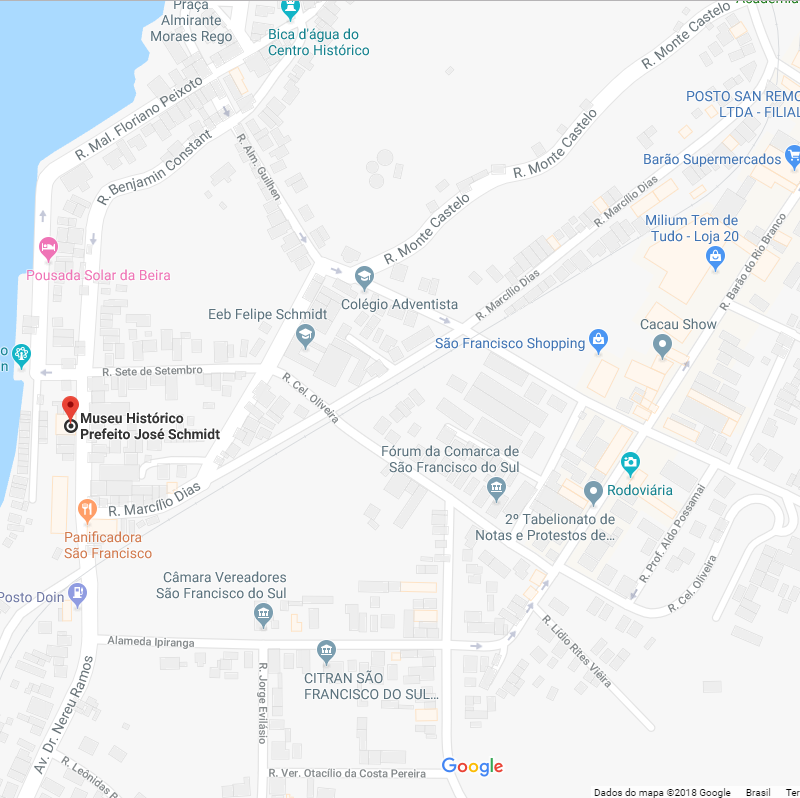 Praça
Almirante
Moraes Rego
Bica d'água do
Centro Histórico
R. Monte Castelo
R. Mal. Floriano Peixoto
POSTO SAN REMO
LTDA - FILIAL
R. Benjamin Constant
R. Alm. Guilhen
R. Monte Castelo
Barão Supermercados
R. Marcílio Dias
Milium Tem de
Tudo - Loja 20
R. Monte Castelo
R. Barão do Rio Branco
Pousada Solar da Beira
Colégio Adventista
R. Marcílio Dias
Eeb Felipe Schmidt
Cacau Show
São Francisco Shopping
R. Sete de Setembro
R. Cel. Oliveira
Museu Histórico
Prefeito José Schmidt
Fórum da Comarca de
São Francisco do Sul
R. Marcílio Dias
Rodoviária
R. Prof. Aldo Possamai
2º Tabelionato de
Notas e Protestos de...
Panificadora
São Francisco
Câmara Vereadores
São Francisco do Sul
Posto Doin
R. Cel. Oliveira
Alameda Ipiranga
R. Lídio Rites Viêira
CITRAN SÃO
FRANCISCO DO SUL...
R. Jorge Evilásio
Av. Dr. Nereu Ramos
R. Leônidas
R. Ver. Otacílio da Costa Pereira
Google
Dados do mapa ©2018 Google Brasil Ter